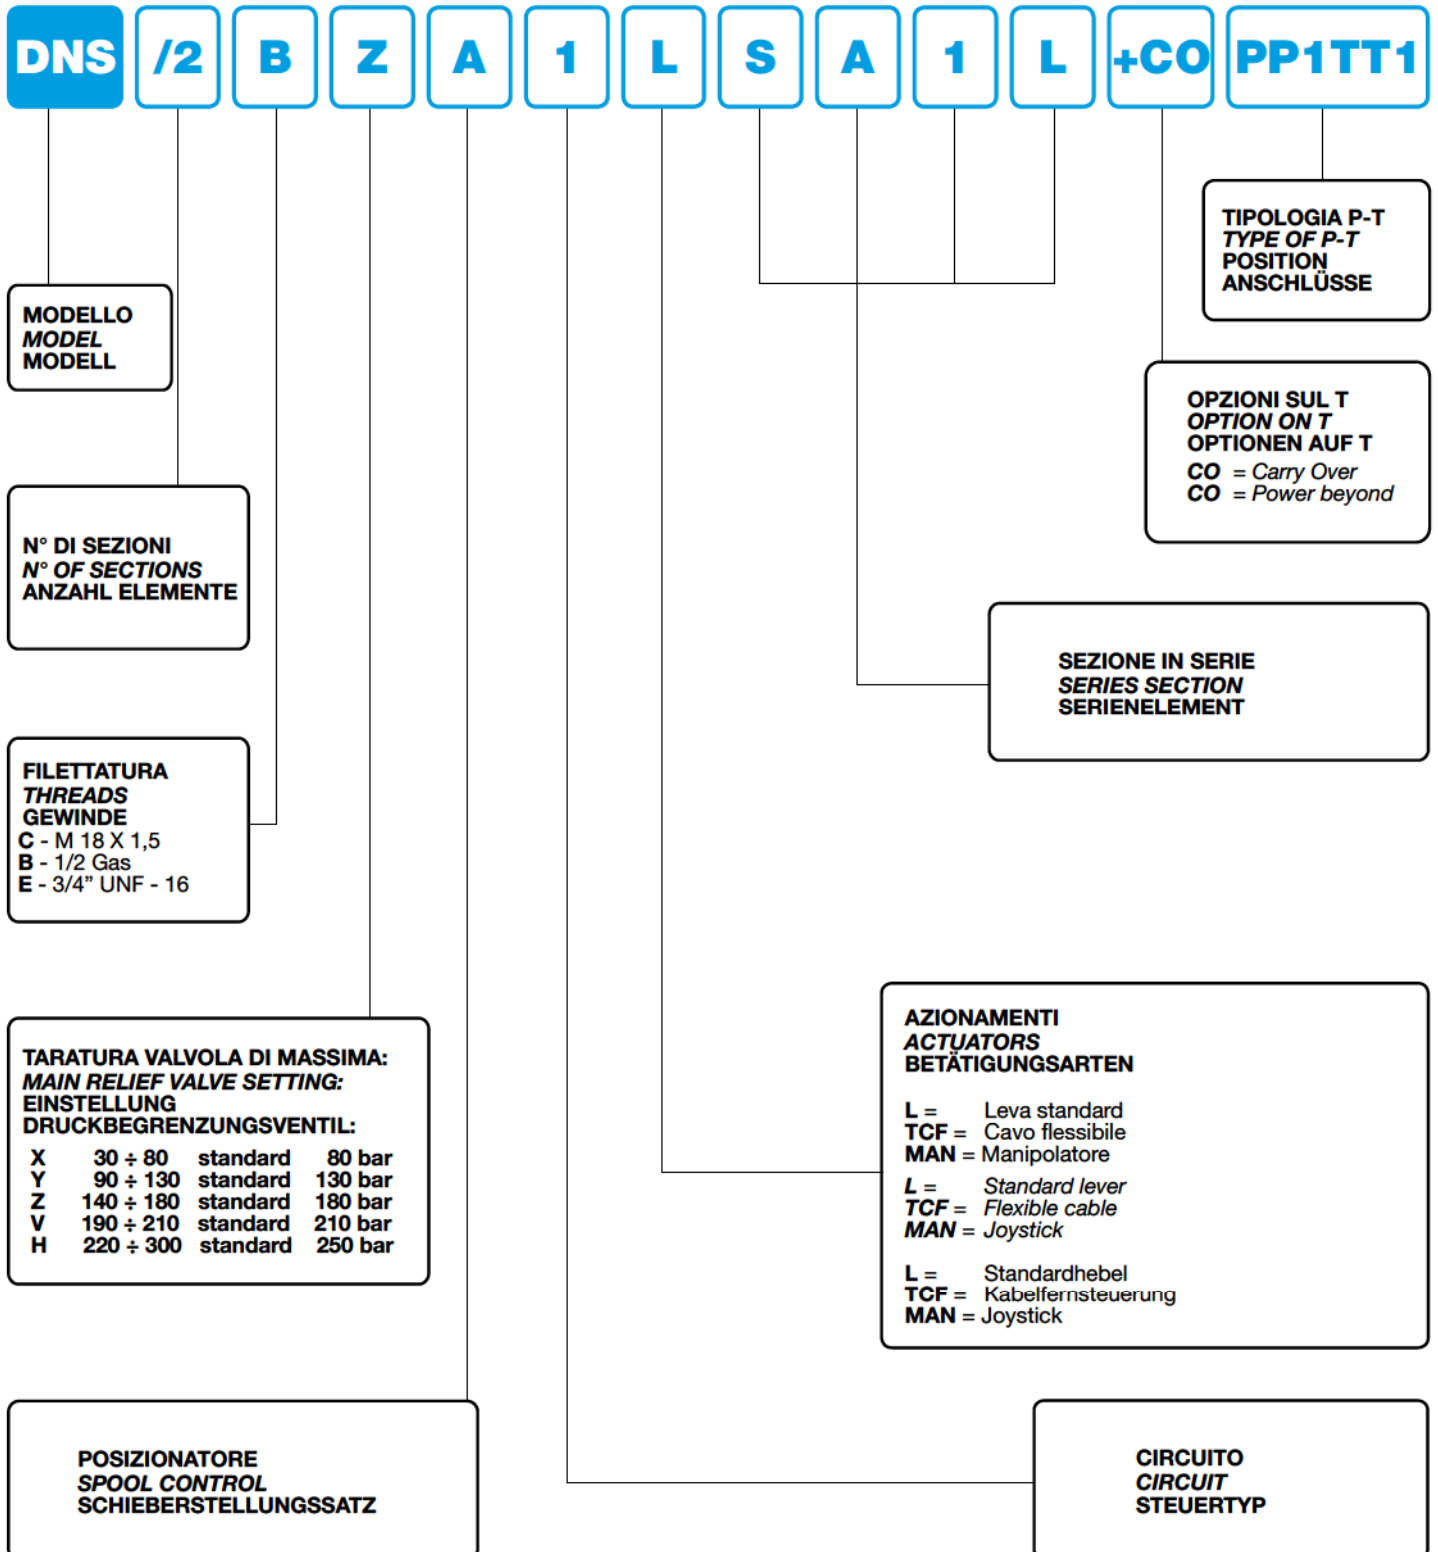 DNS /2 B Z A 1 L S A 1 L +CO PP1TT1
TIPOLOGIA P-T
TYPE OF P-T
POSITION
ANSCHLÜSSE
MODELLO
MODEL
MODELL
OPZIONI SUL T
OPTION ON T
OPTIONEN AUF T
CO = Carry Over
CO = Power beyond
N° DI SEZIONI
N° OF SECTIONS
ANZAHL ELEMENTE
SEZIONE IN SERIE
SERIES SECTION
SERIENELEMENT
FILETTATURA
THREADS
GEWINDE
C - M 18 X 1,5
B - 1/2 Gas
E - 3/4” UNF - 16
AZIONAMENTI
ACTUATORS
BETÄTIGUNGSARTEN
L = Leva standard
TCF = Cavo flessibile
MAN = Manipolatore
L = Standard lever
TCF = Flexible cable
MAN = Joystick
L = Standardhebel
TCF = Kabelfernsteuerung
MAN = Joystick
TARATURA VALVOLA DI MASSIMA:
MAIN RELIEF VALVE SETTING:
EINSTELLUNG
DRUCKBEGRENZUNGSVENTIL:
X 30 ÷ 80 standard 80 bar
Y 90 ÷ 130 standard 130 bar
Z 140 ÷ 180 standard 180 bar
V 190 ÷ 210 standard 210 bar
H 220 ÷ 300 standard 250 bar
POSIZIONATORE
SPOOL CONTROL
SCHIEBERSTELLUNGSSATZ
CIRCUITO
CIRCUIT
STEUERTYP